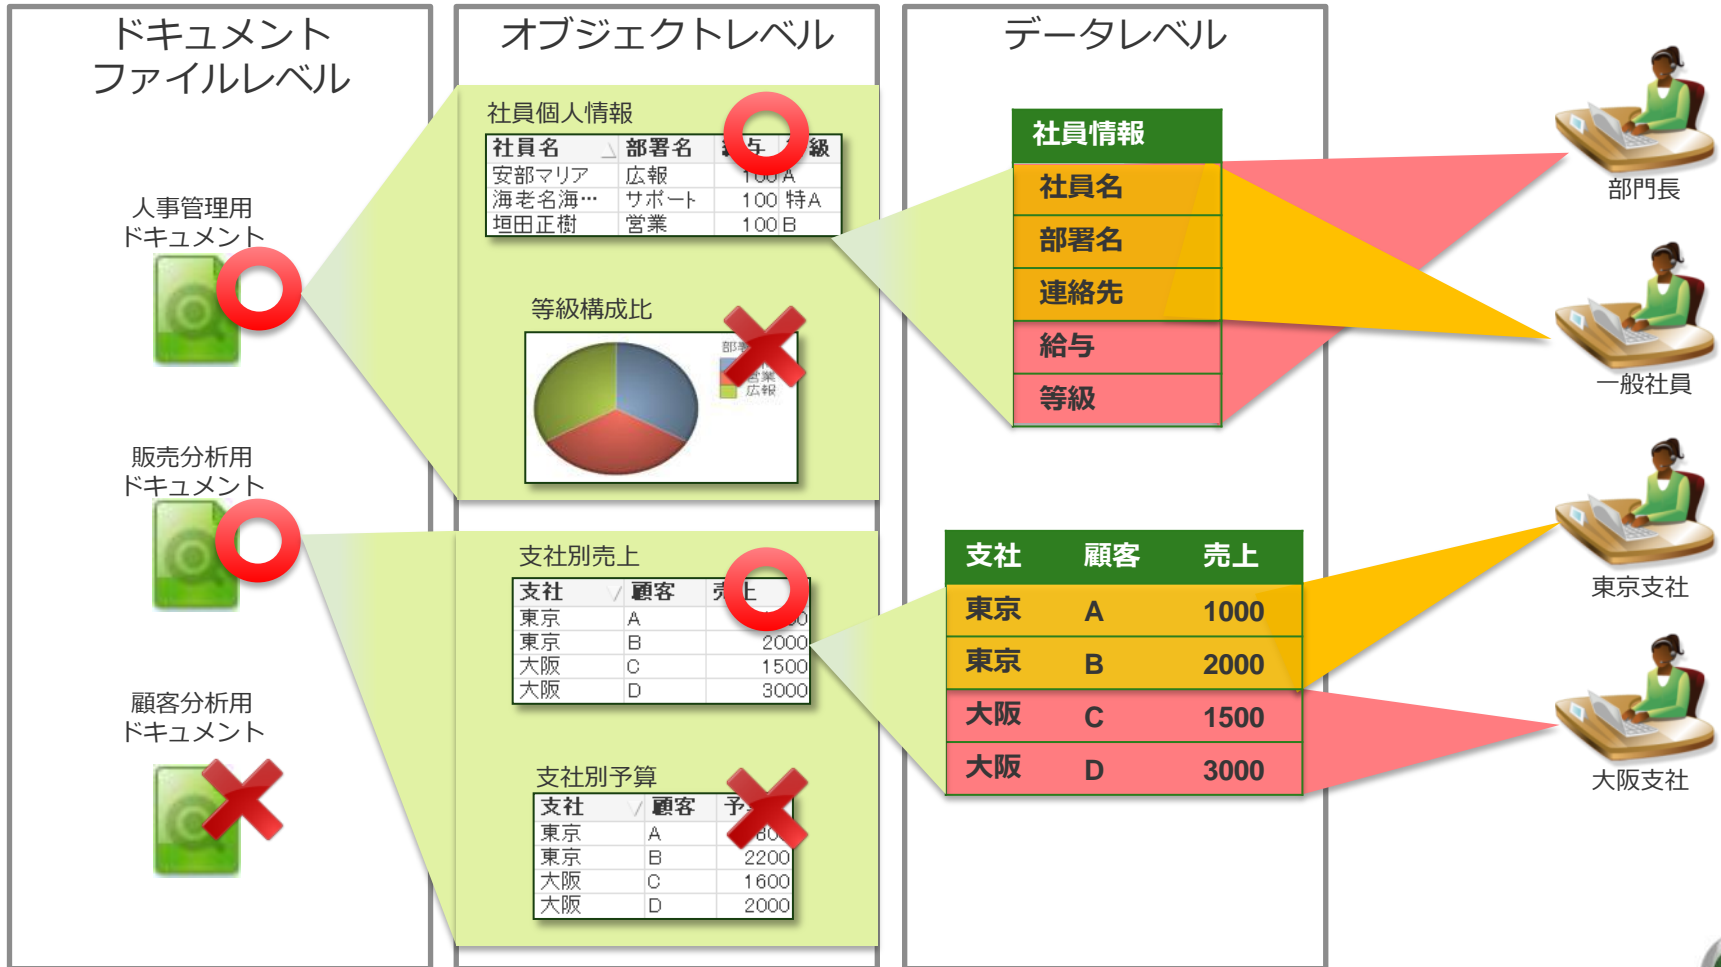 ドキュメント
ファイルレベル
人事管理用
ドキュメント
販売分析用
ドキュメント
顧客分析用
ドキュメント
オブジェクトレベル
社員個人情報
社員名 部署名 級
安部マリア 広報 100 A
海老名海… サポート 100 特A
垣田正樹 営業 100 B
等級構成比
営業
広報
支社別売上
支社 顧客
東京 A
東京 B 2000
大阪 C 1500
大阪 D 3000
支社別予算
支社 顧客
東京 A
東京 B 2200
大阪 C 1600
大阪 D 2000
データレベル
社員情報
社員名
部署名
連絡先
給与
等級
支社 顧客 売上
東京 A 1000
東京 B 2000
大阪 C 1500
大阪 D 3000
部門長
一般社員
東京支社
大阪支社